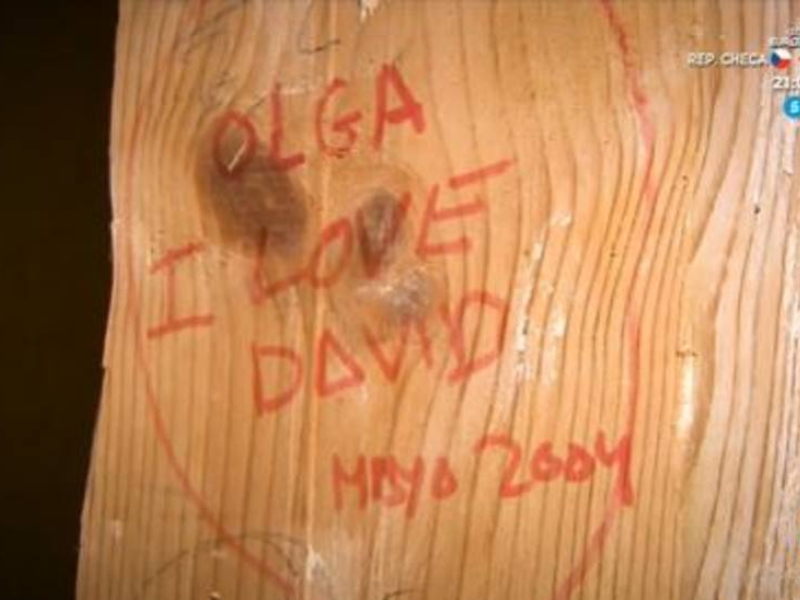 OLGA
I LOVE
DAVID
MAYO 2004
REP. CHECA